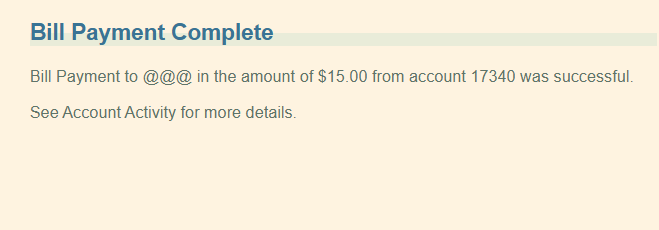 Bill Payment Complete
Bill Payment to @@@ in the amount of $15.00 from account 17340 was successful.
See Account Activity for more details.